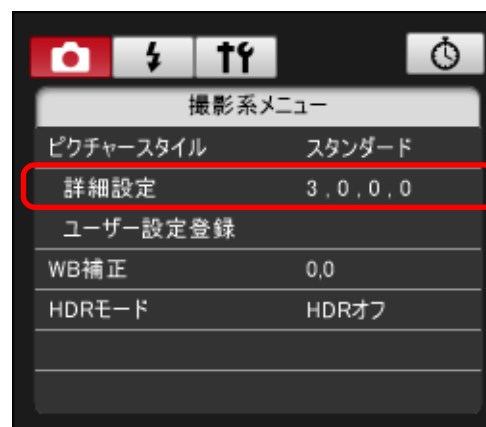 撮影系メニュー
ピクチャースタイル スタンダード
詳細設定 3 , 0 , 0 , 0
ユーザー設定登録
WB補正 0,0
HDRモード HDRオフ